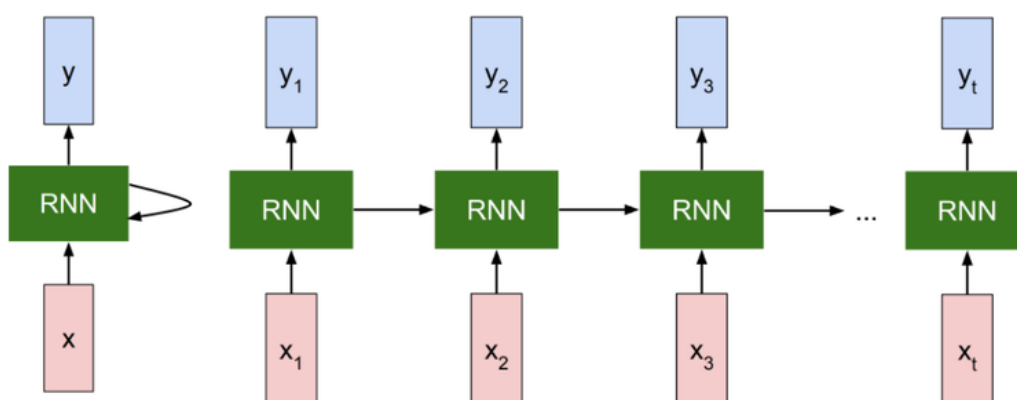 y y₁ y₂ y₃ yₜ
RNN RNN RNN RNN ... RNN
x x₁ x₂ x₃ xₜ